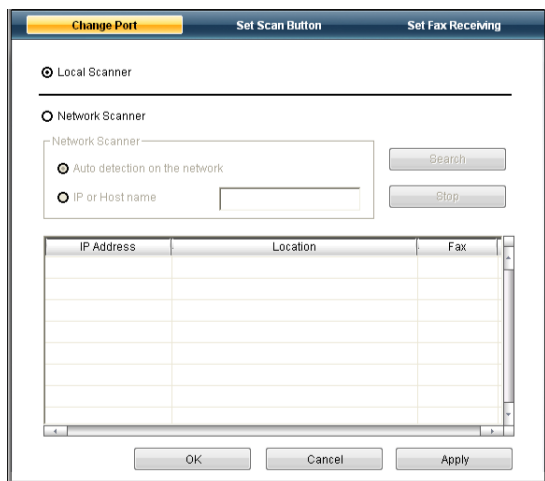 Change Port Set Scan Button Set Fax Receiving
Local Scanner
Network Scanner
Network Scanner
Auto detection on the network
Search
IP or Host name
Stop
IP Address Location Fax
OK Cancel Apply